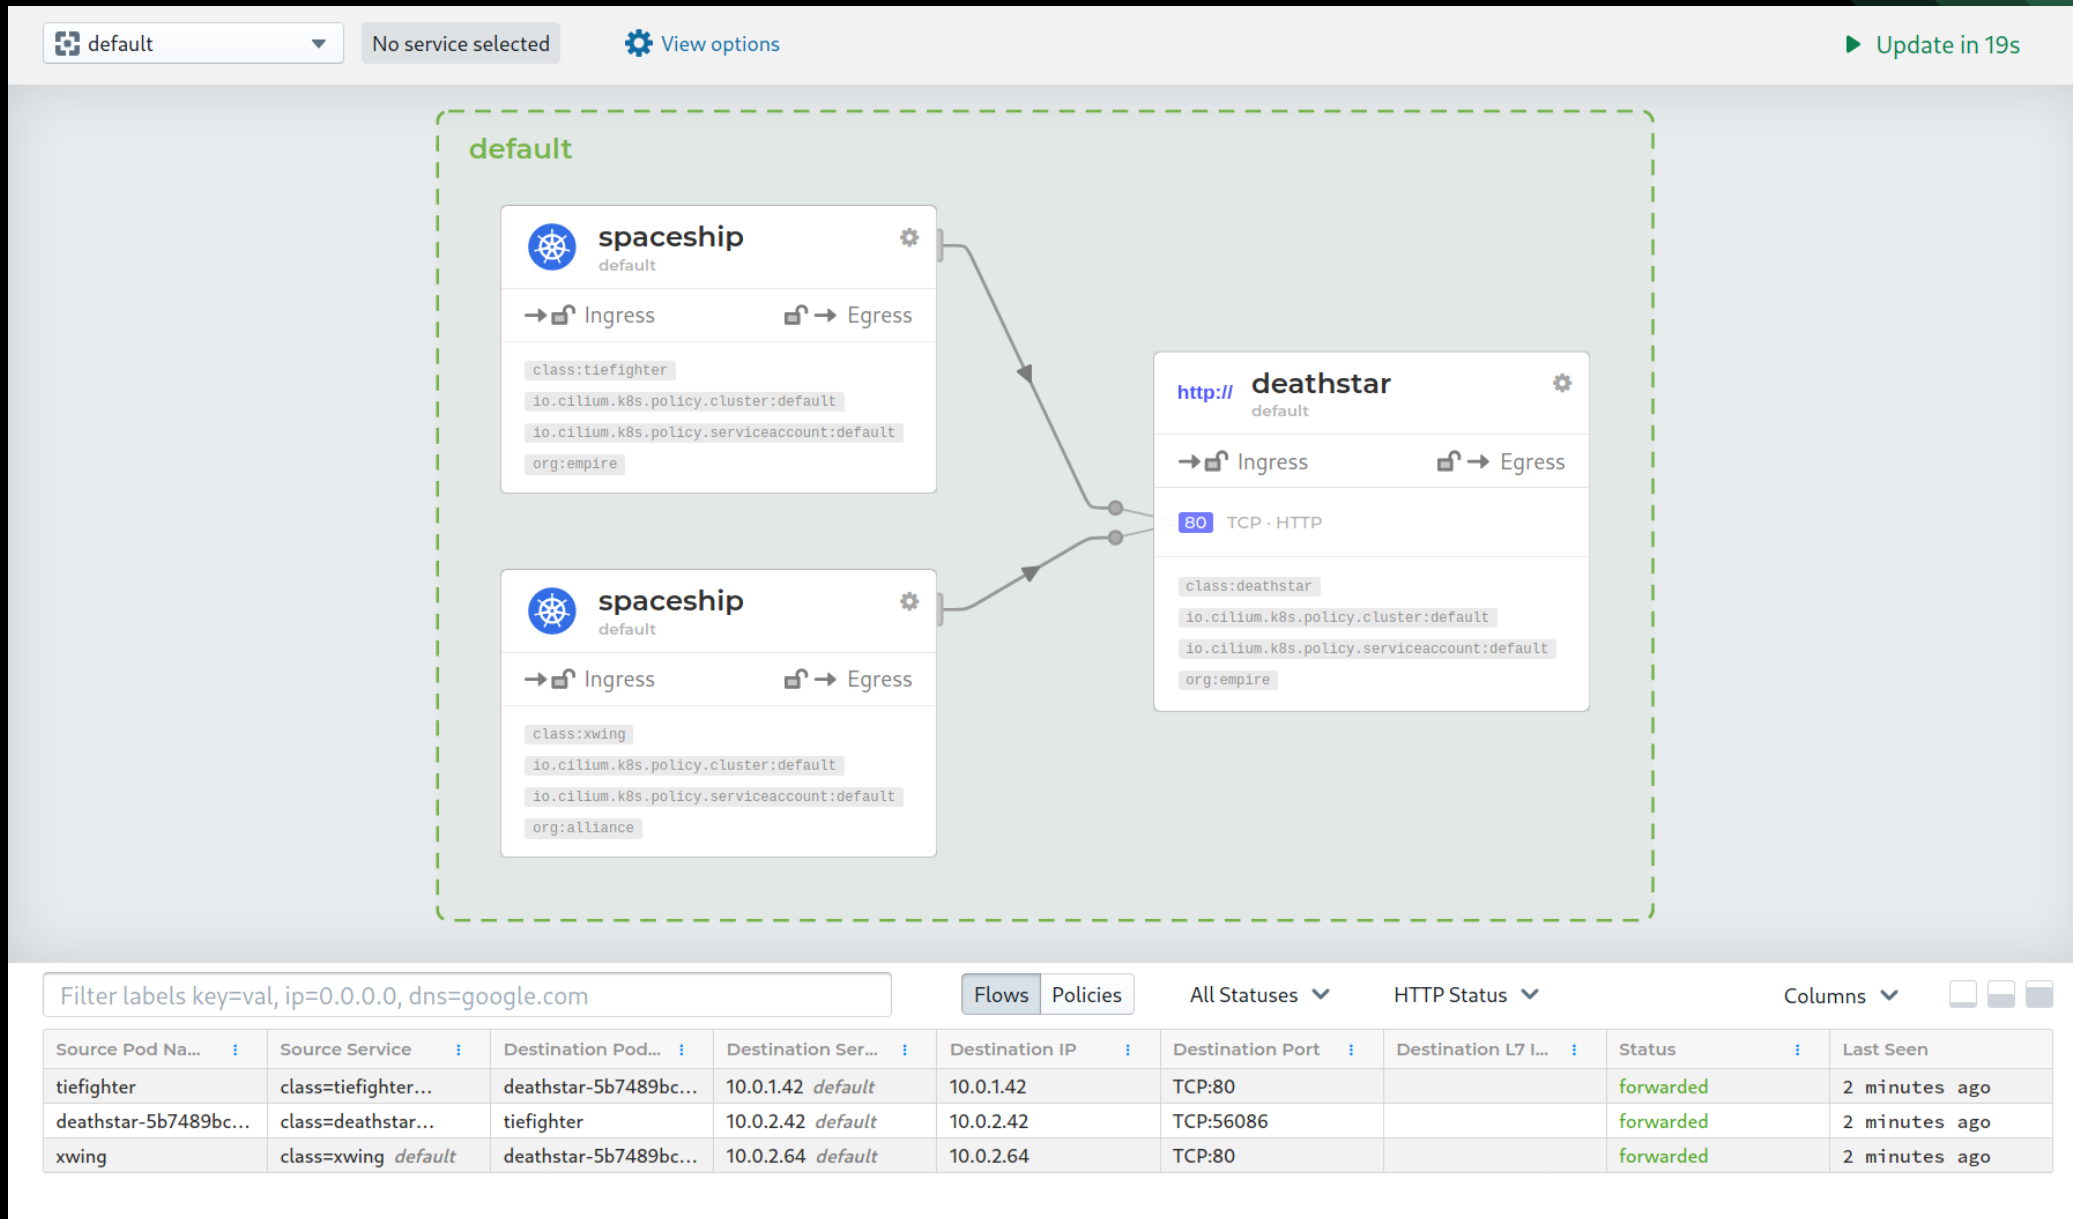 default
No service selected
View options
Update in 19s
default
spaceship
default
Ingress
Egress
class:tiefighter
io.cilium.k8s.policy.cluster:default
io.cilium.k8s.policy.serviceaccount:default
org:empire
spaceship
default
Ingress
Egress
class:xwing
io.cilium.k8s.policy.cluster:default
io.cilium.k8s.policy.serviceaccount:default
org:alliance
http://
deathstar
default
Ingress
Egress
80 TCP · HTTP
class:deathstar
io.cilium.k8s.policy.cluster:default
io.cilium.k8s.policy.serviceaccount:default
org:empire
Filter labels key=val, ip=0.0.0.0, dns=google.com
Flows Policies
All Statuses
HTTP Status
Columns
Source Pod Na... Source Service Destination Pod... Destination Ser... Destination IP Destination Port Destination L7 I... Status Last Seen
tiefighter class=tiefighter... deathstar-5b7489bc... 10.0.1.42 default 10.0.1.42 TCP:80 forwarded 2 minutes ago
deathstar-5b7489bc... class=deathstar... tiefighter 10.0.2.42 default 10.0.2.42 TCP:56086 forwarded 2 minutes ago
xwing class=xwing default deathstar-5b7489bc... 10.0.2.64 default 10.0.2.64 TCP:80 forwarded 2 minutes ago